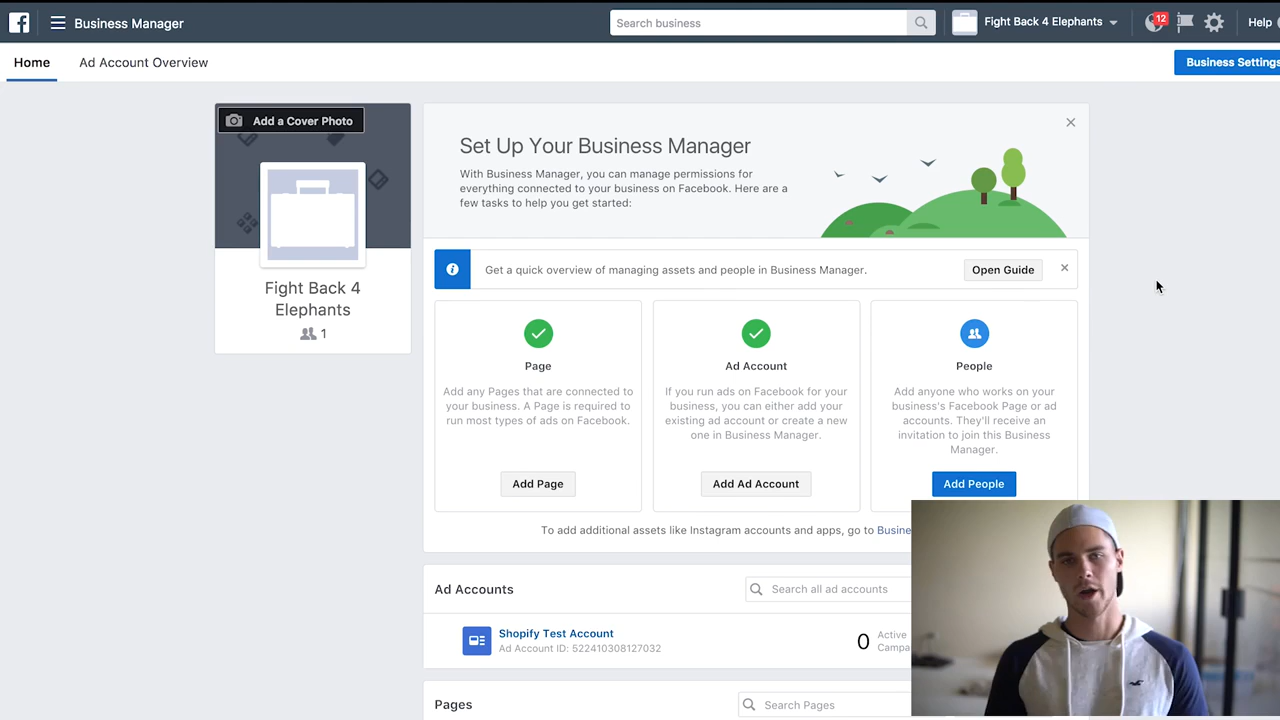 Business Manager
Search business
Fight Back 4 Elephants
12
Help
Home
Ad Account Overview
Business Settings
Add a Cover Photo
Fight Back 4
Elephants
1
Set Up Your Business Manager
With Business Manager, you can manage permissions for
everything connected to your business on Facebook. Here are a
few tasks to help you get started:
Get a quick overview of managing assets and people in Business Manager.
Open Guide
Page
Add any Pages that are connected to
your business. A Page is required to
run most types of ads on Facebook.
Add Page
Ad Account
If you run ads on Facebook for your
business, you can either add your
existing ad account or create a new
one in Business Manager.
Add Ad Account
People
Add anyone who works on your
business's Facebook Page or ad
accounts. They'll receive an
invitation to join this Business
Manager.
Add People
To add additional assets like Instagram accounts and apps, go to Busine
Ad Accounts
Search all ad accounts
Shopify Test Account
Ad Account ID: 522410308127032
0
Active
Campa
Pages
Search Pages